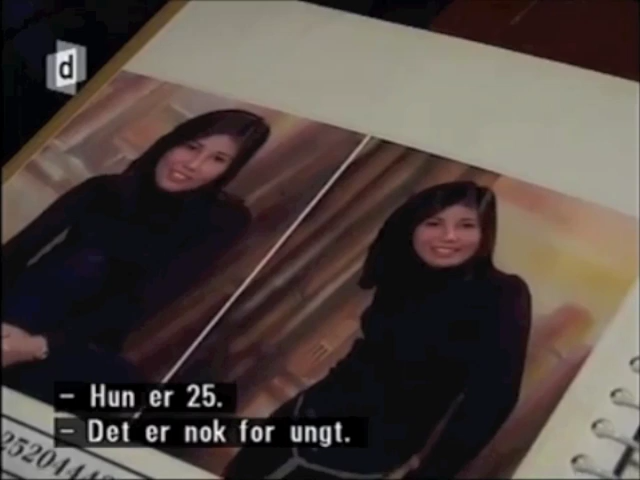 d
– Hun er 25.
– Det er nok for ungt.